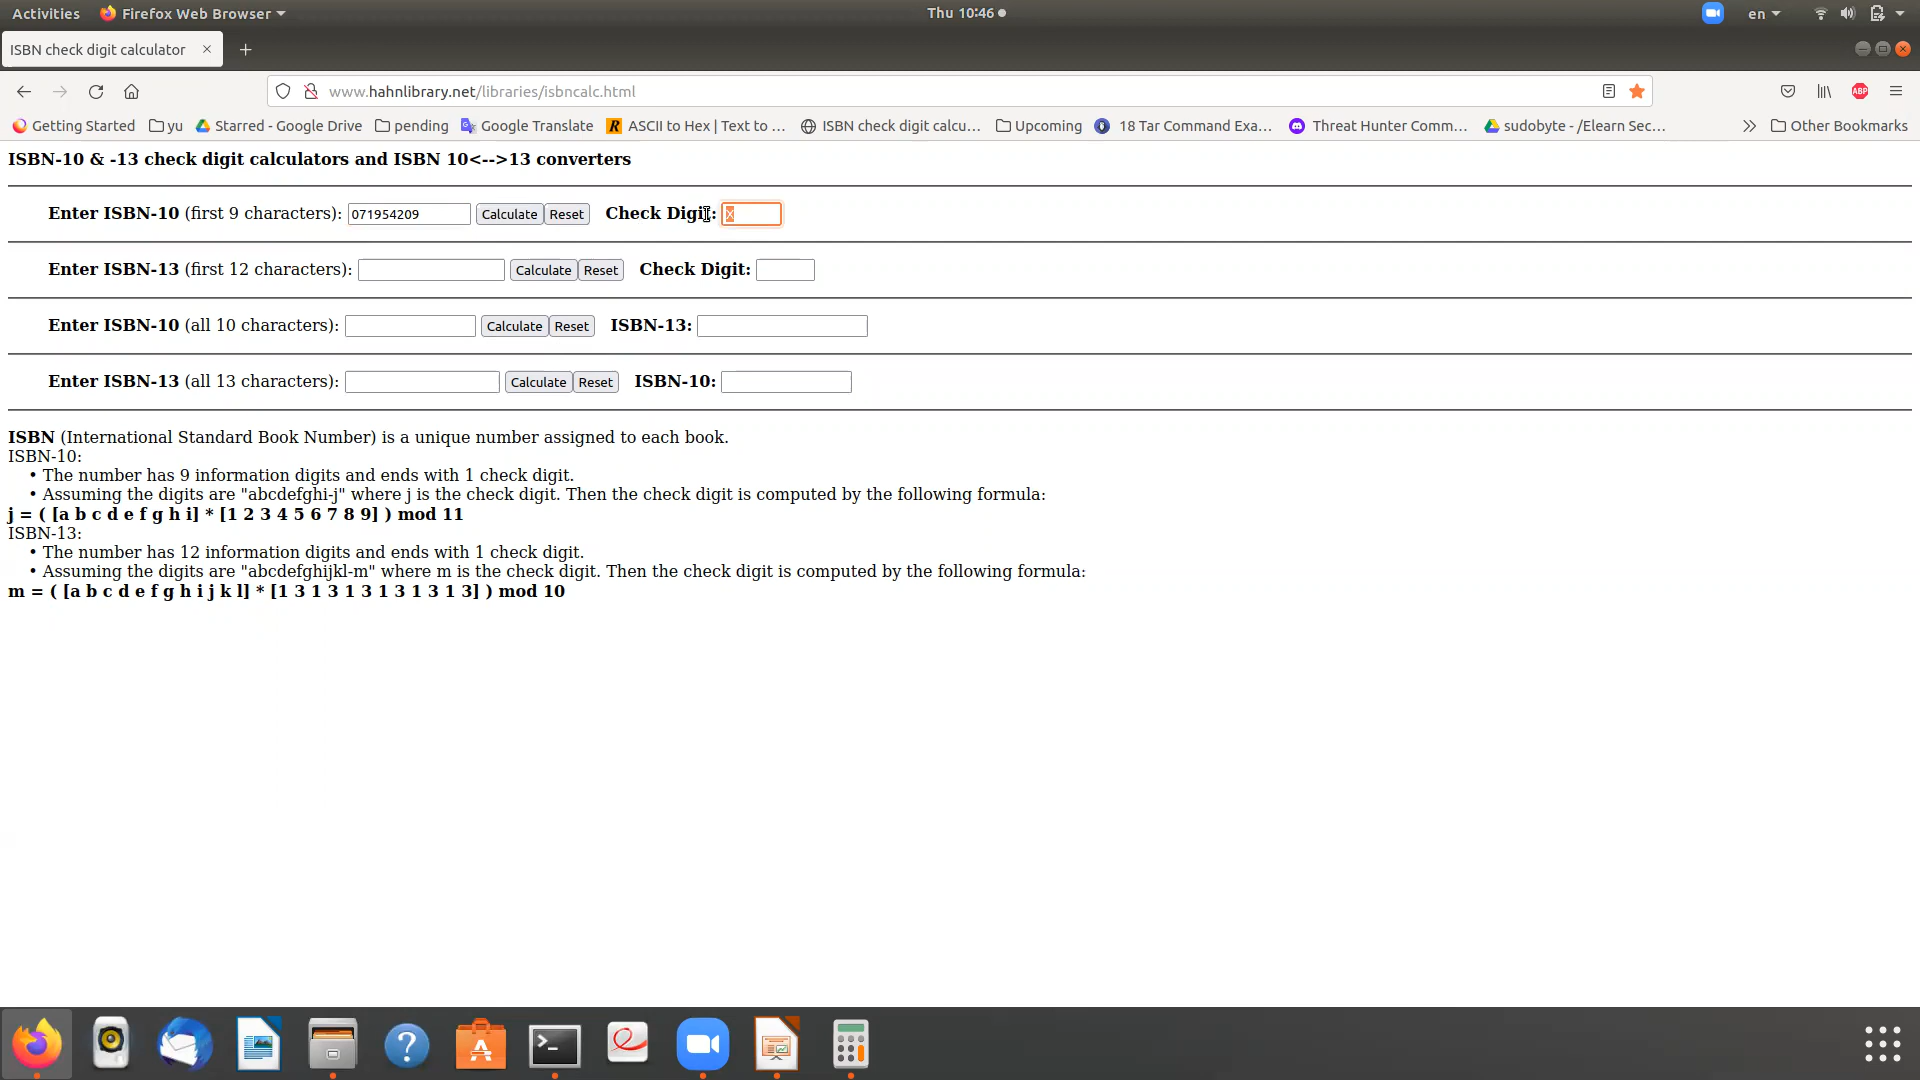 Activities Firefox Web Browser Thu 10:46 en
ISBN check digit calculator
www.hahnlibrary.net/libraries/isbncalc.html ABP
Getting Started yu Starred - Google Drive pending Google Translate R ASCII to Hex | Text to ... ISBN check digit calcu... Upcoming 18 Tar Command Exa... Threat Hunter Comm... sudobyte - /Elearn Sec... Other Bookmarks
ISBN-10 & -13 check digit calculators and ISBN 10<-->13 converters
Enter ISBN-10 (first 9 characters): 071954209 Calculate Reset Check Digit: X
Enter ISBN-13 (first 12 characters): Calculate Reset Check Digit:
Enter ISBN-10 (all 10 characters): Calculate Reset ISBN-13:
Enter ISBN-13 (all 13 characters): Calculate Reset ISBN-10:
ISBN (International Standard Book Number) is a unique number assigned to each book.
ISBN-10:
• The number has 9 information digits and ends with 1 check digit.
• Assuming the digits are "abcdefghi-j" where j is the check digit. Then the check digit is computed by the following formula:
j = ( [a b c d e f g h i] * [1 2 3 4 5 6 7 8 9] ) mod 11
ISBN-13:
• The number has 12 information digits and ends with 1 check digit.
• Assuming the digits are "abcdefghijkl-m" where m is the check digit. Then the check digit is computed by the following formula:
m = ( [a b c d e f g h i j k l] * [1 3 1 3 1 3 1 3 1 3 1 3] ) mod 10